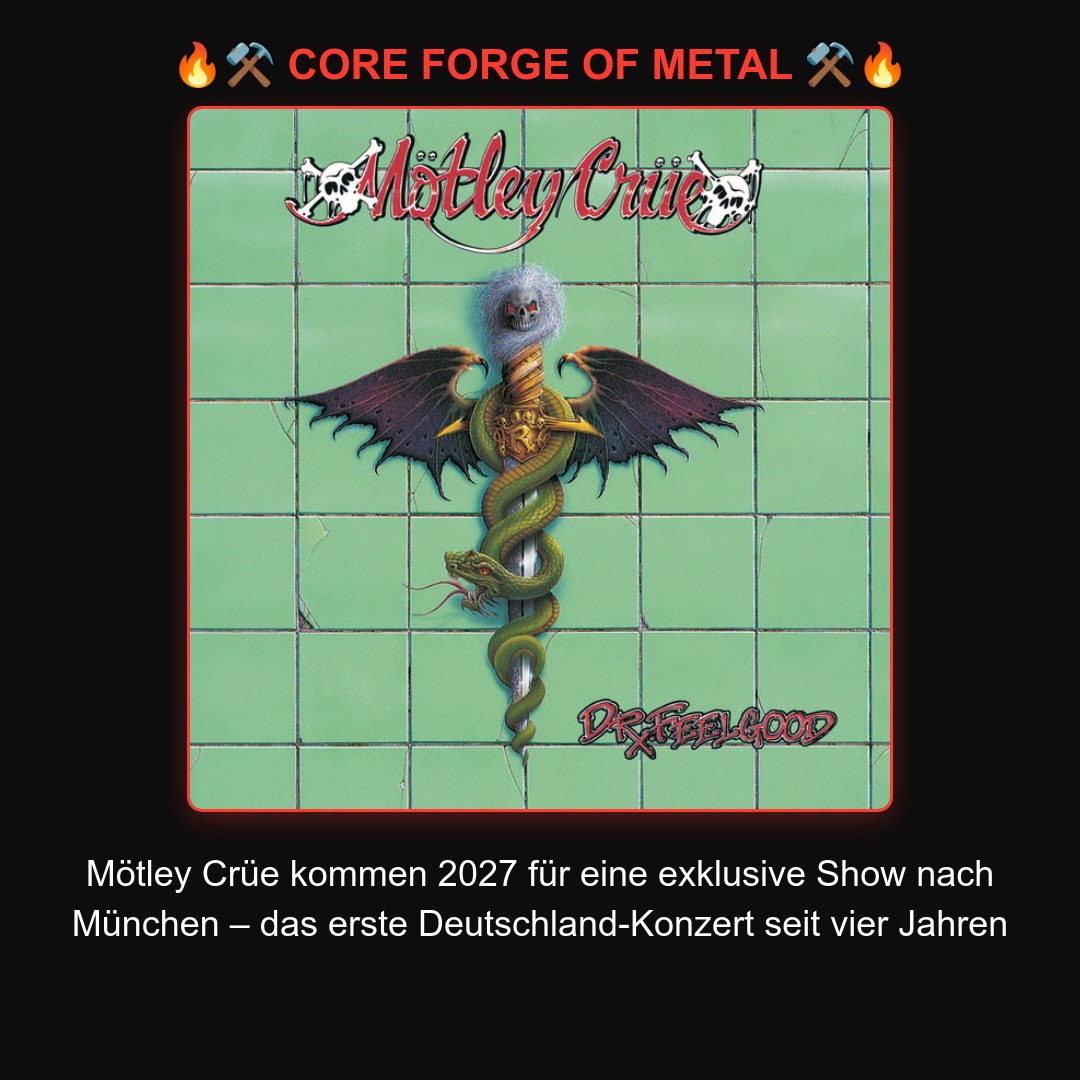 🔥⚒️ CORE FORGE OF METAL ⚒️🔥
Mötley Crüe
R
Dr. Feelgood
Mötley Crüe kommen 2027 für eine exklusive Show nach
München – das erste Deutschland-Konzert seit vier Jahren